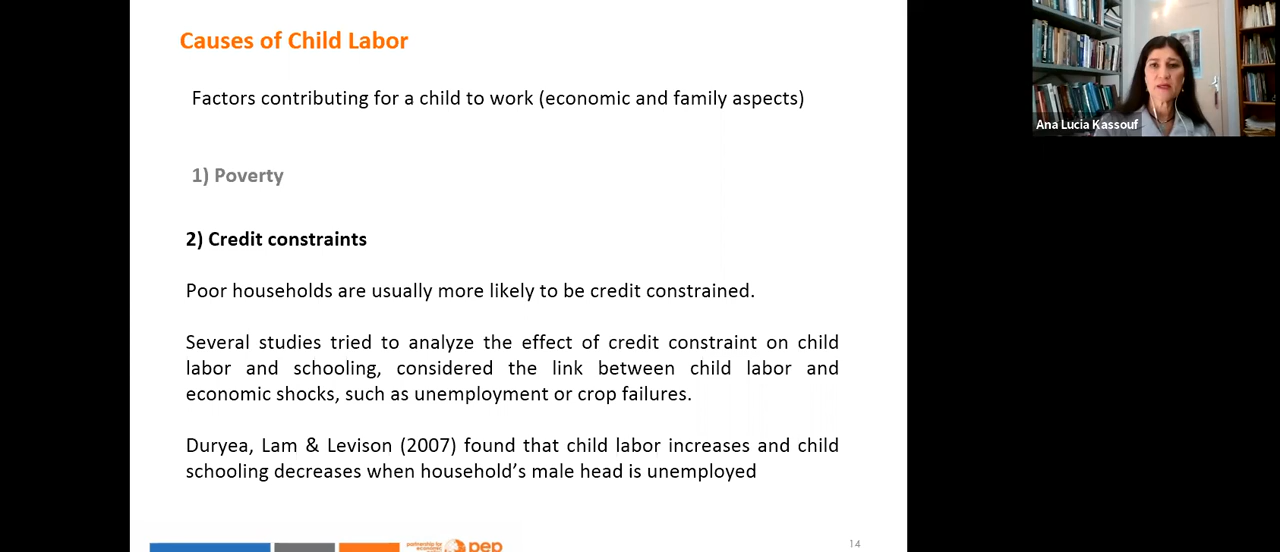 Causes of Child Labor
Factors contributing for a child to work (economic and family aspects)
1) Poverty
2) Credit constraints
Poor households are usually more likely to be credit constrained.
Several studies tried to analyze the effect of credit constraint on child
labor and schooling, considered the link between child labor and
economic shocks, such as unemployment or crop failures.
Duryea, Lam & Levison (2007) found that child labor increases and child
schooling decreases when household's male head is unemployed
partnership for
economic
pep
14
Ana Lucia Kassouf